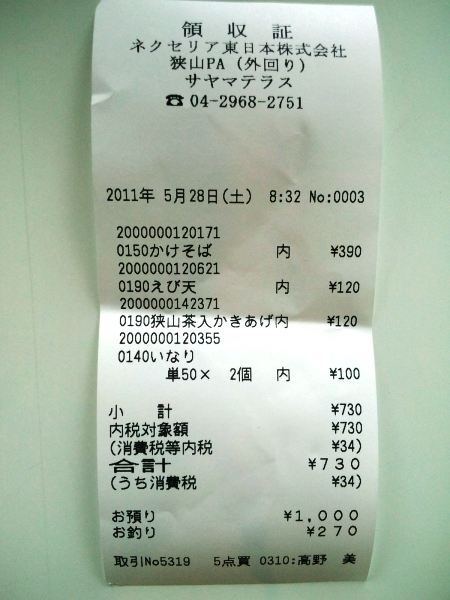 領収証
ネクセリア東日本株式会社
狭山PA（外回り）
サヤマテラス
☎04-2968-2751
2011年 5月28日(土) 8:32 No:0003
2000000120171
0150かけそば 内 ¥390
2000000120621
0190えび天 内 ¥120
2000000142371
0190狭山茶入かきあげ内 ¥120
2000000120355
0140いなり
単50× 2個 内 ¥100
小計 ¥730
内税対象額 ¥730
(消費税等内税 ¥34)
合計 ¥730
(うち消費税 ¥34)
お預り ¥1,000
お釣り ¥270
取引No5319 5点買 0310:高野 美